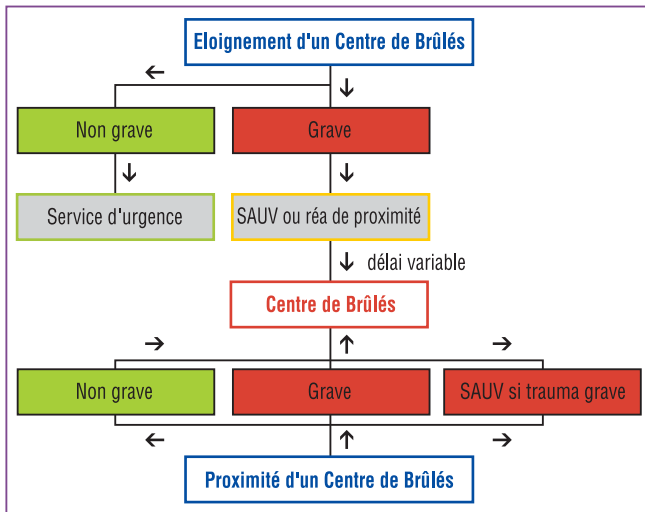 Eloignement d'un Centre de Brûlés
Non grave
Grave
Service d'urgence
SAUV ou réa de proximité
délai variable
Centre de Brûlés
Non grave
Grave
SAUV si trauma grave
Proximité d'un Centre de Brûlés